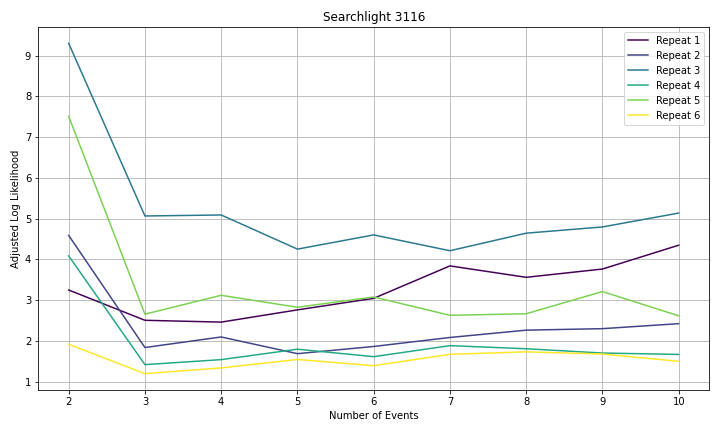 Searchlight 3116
Repeat 1
Repeat 2
Repeat 3
Repeat 4
Repeat 5
Repeat 6
Adjusted Log Likelihood
9
8
7
6
5
4
3
2
1
2 3 4 5 6 7 8 9 10
Number of Events